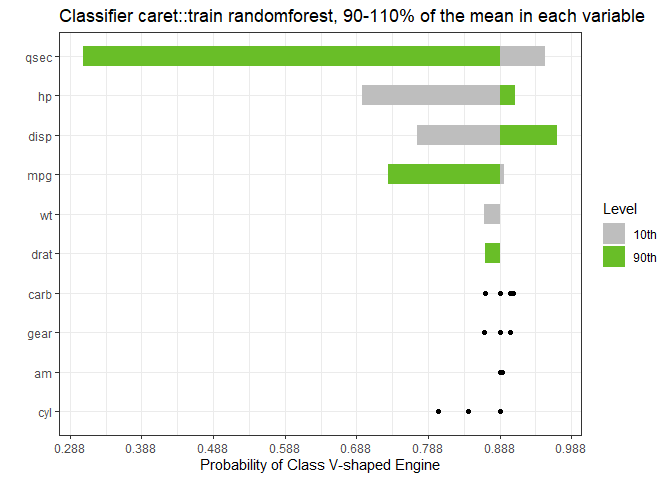 Classifier caret::train randomforest, 90-110% of the mean in each variable
qsec
hp
disp
mpg
wt
drat
carb
gear
am
cyl
0.288 0.388 0.488 0.588 0.688 0.788 0.888 0.988
Probability of Class V-shaped Engine
Level
10th
90th